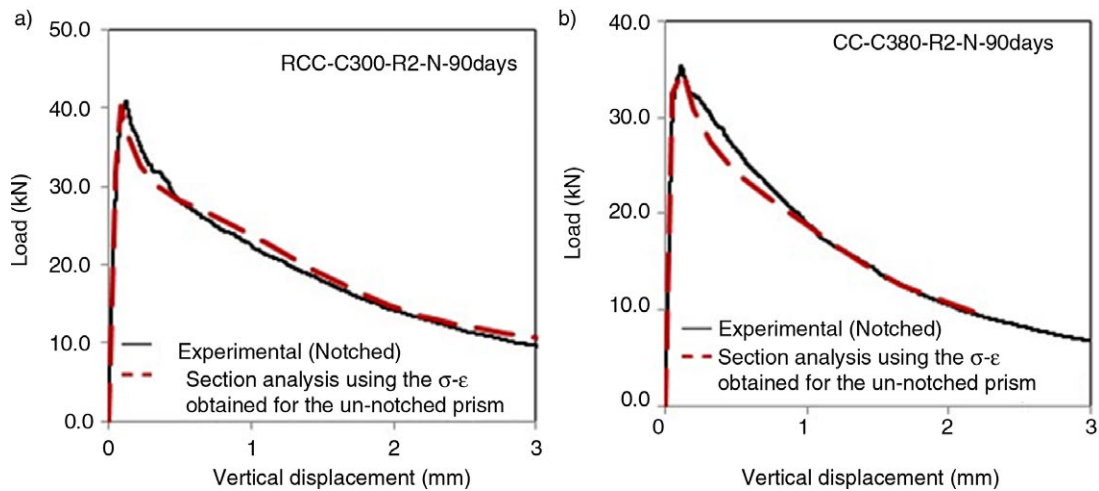 a)
50.0
RCC-C300-R2-N-90days
40.0
30.0
20.0
10.0
0.0
Load (kN)
Experimental (Notched)
Section analysis using the σ-ε
obtained for the un-notched prism
0 1 2 3
Vertical displacement (mm)
b)
40.0
CC-C380-R2-N-90days
30.0
20.0
10.0
0.0
Load (kN)
Experimental (Notched)
Section analysis using the σ-ε
obtained for the un-notched prism
0 1 2 3
Vertical displacement (mm)